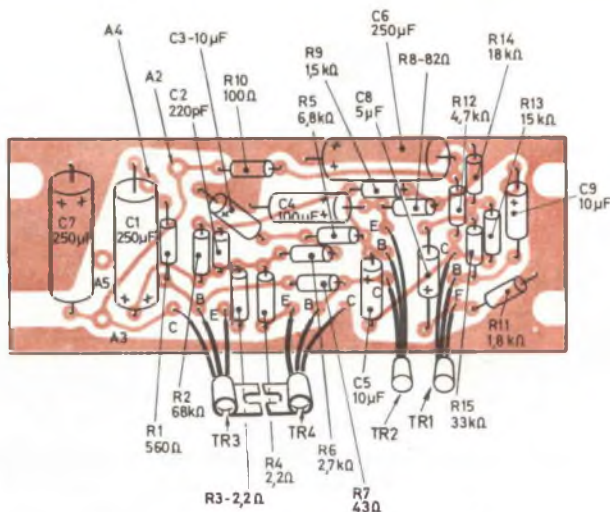 A4
A2
C3-10µF
C2
220pF
R10
100Ω
R9
1,5kΩ
R5
6,8kΩ
C6
250µF
C8
5µF
R8-82Ω
R14
18kΩ
R12
4,7kΩ
R13
15kΩ
C9
10µF
C7
250µF
C1
250µF
C4
100µF
E
B
C
C
B
E
A5
A3
C
B
E
E
B
C
R11
1,8kΩ
R2
68kΩ
R1
560Ω
TR3
TR4
R3-2,2Ω
R4
2,2Ω
R6
2,7kΩ
R7
43Ω
C5
10µF
TR2
TR1
R15
33kΩ